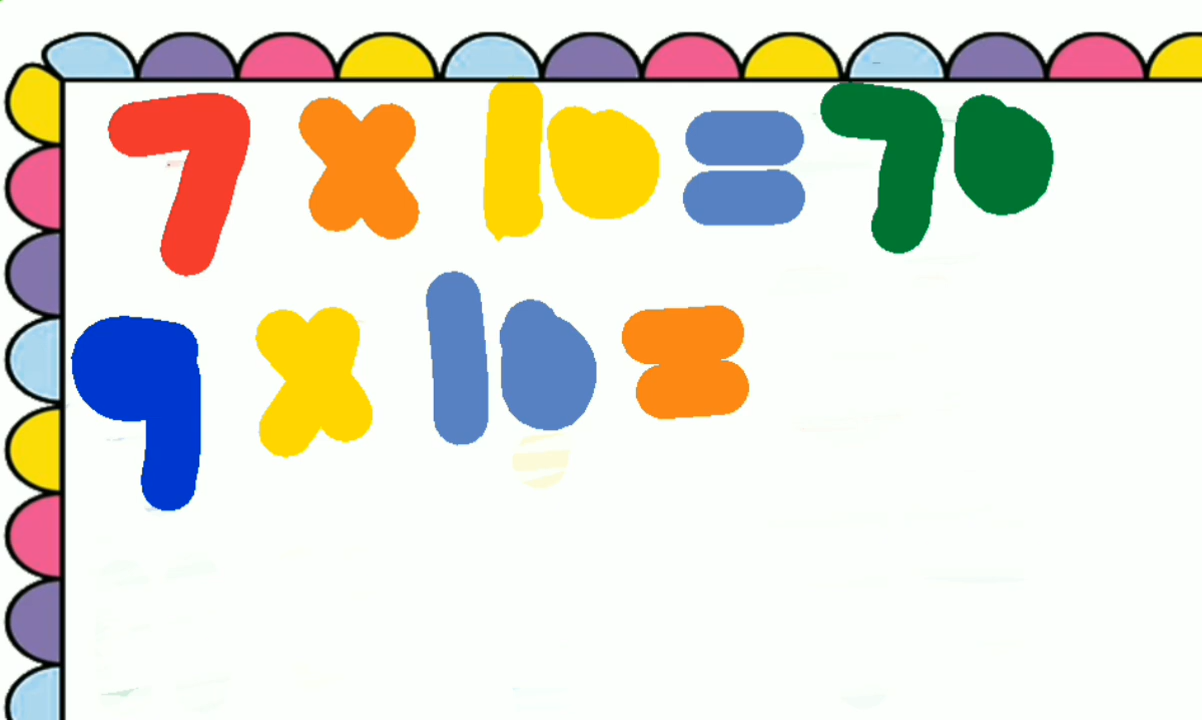 7 x 10 = 70
9 x 10 =